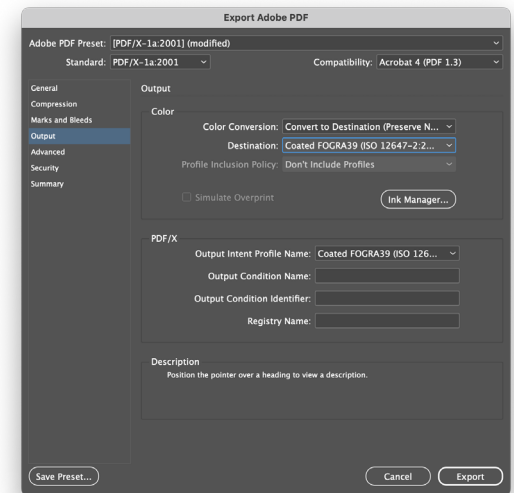 Export Adobe PDF
Adobe PDF Preset: [PDF/X-1a:2001] (modified)
Standard: PDF/X-1a:2001 Compatibility: Acrobat 4 (PDF 1.3)
General
Compression
Marks and Bleeds
Output
Advanced
Security
Summary
Output
Color
Color Conversion: Convert to Destination (Preserve N...
Destination: Coated FOGRA39 (ISO 12647-2:2...
Profile Inclusion Policy: Don't Include Profiles
Simulate Overprint Ink Manager...
PDF/X
Output Intent Profile Name: Coated FOGRA39 (ISO 126...
Output Condition Name:
Output Condition Identifier:
Registry Name:
Description
Position the pointer over a heading to view a description.
Save Preset... Cancel Export